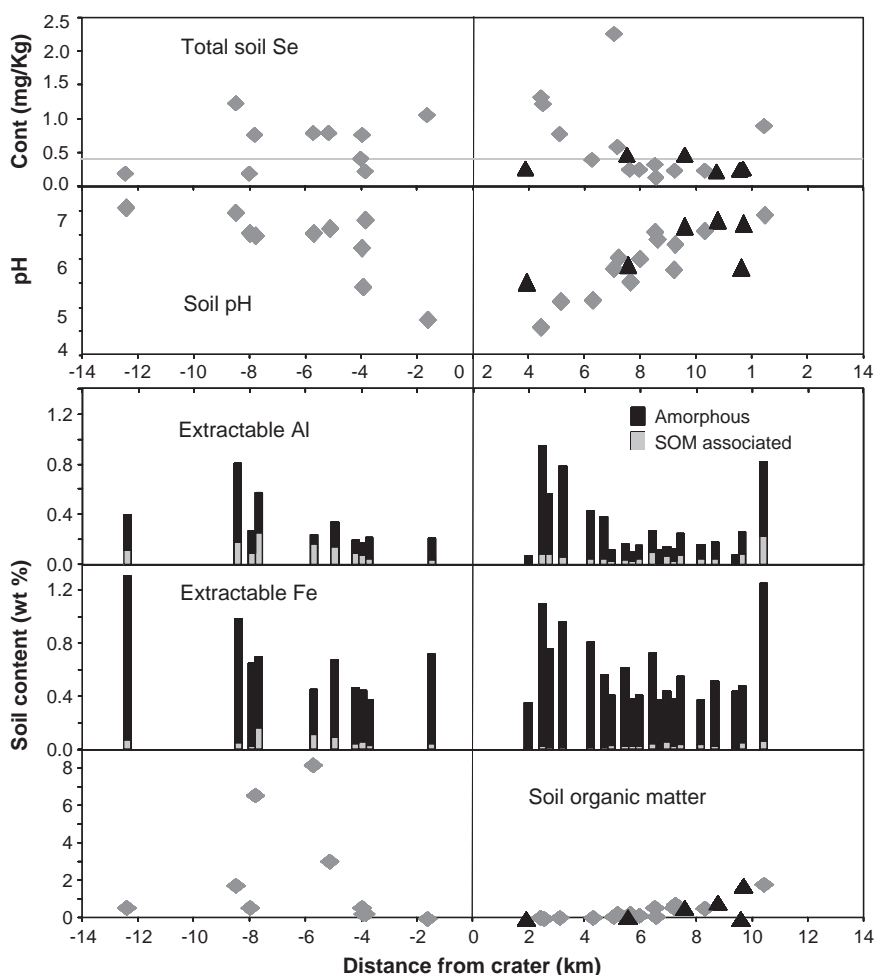 2.5
2.0
1.5
1.0
0.5
0.0
Cont (mg/Kg)
Total soil Se
7
6
5
4
pH
Soil pH
-14 -12 -10 -8 -6 -4 -2 0 2 4 6 8 10 1 2 14
1.2
0.8
0.4
0.0
Extractable Al
Amorphous
SOM associated
1.2
0.8
0.4
0.0
Extractable Fe
Soil content (wt %)
8
6
4
2
0
Soil organic matter
-14 -12 -10 -8 -6 -4 -2 0 2 4 6 8 10 12 14
Distance from crater (km)